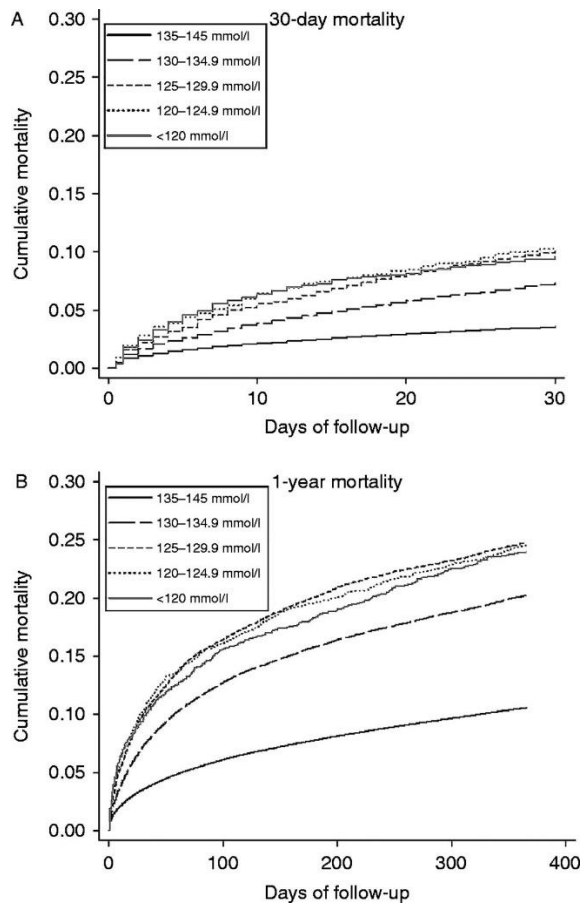 A
30-day mortality
0.30
0.25
0.20
0.15
0.10
0.05
0.00
Cumulative mortality
135–145 mmol/l
130–134.9 mmol/l
125–129.9 mmol/l
120–124.9 mmol/l
<120 mmol/l
0 10 20 30
Days of follow-up
B
1-year mortality
0.30
0.25
0.20
0.15
0.10
0.05
0.00
Cumulative mortality
135–145 mmol/l
130–134.9 mmol/l
125–129.9 mmol/l
120–124.9 mmol/l
<120 mmol/l
0 100 200 300 400
Days of follow-up